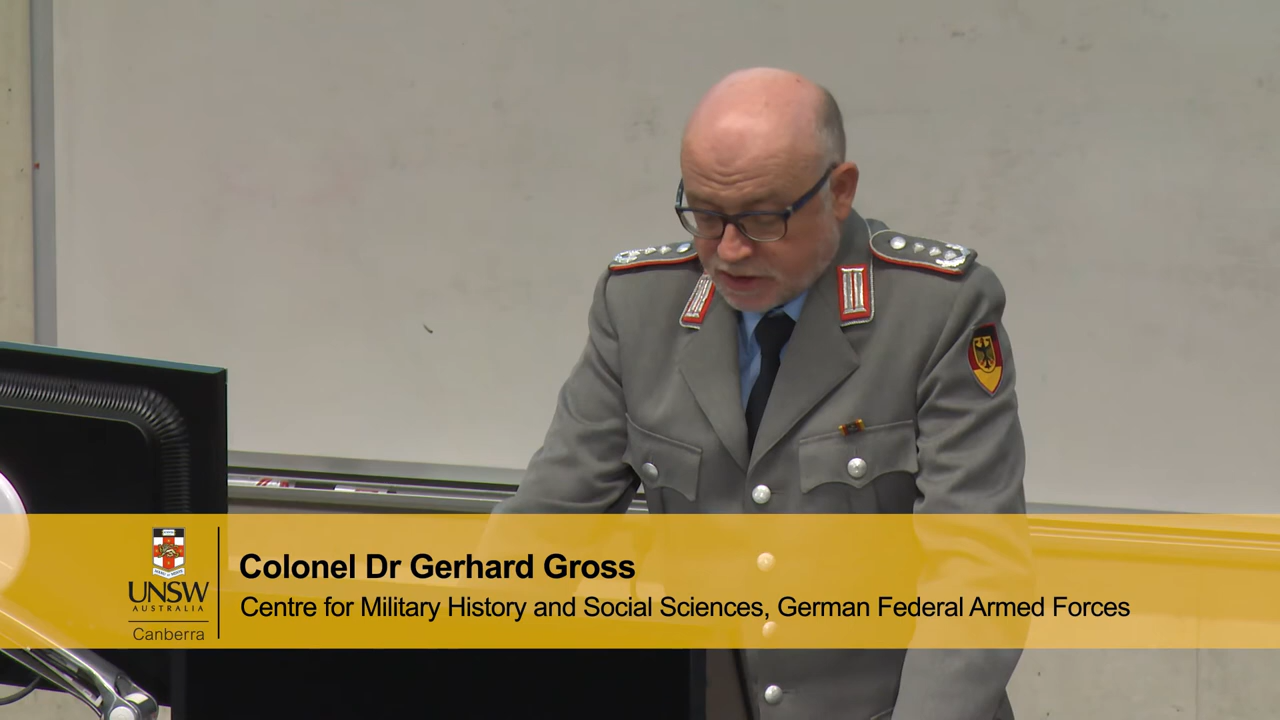 UNSW
AUSTRALIA
Canberra
Colonel Dr Gerhard Gross
Centre for Military History and Social Sciences, German Federal Armed Forces